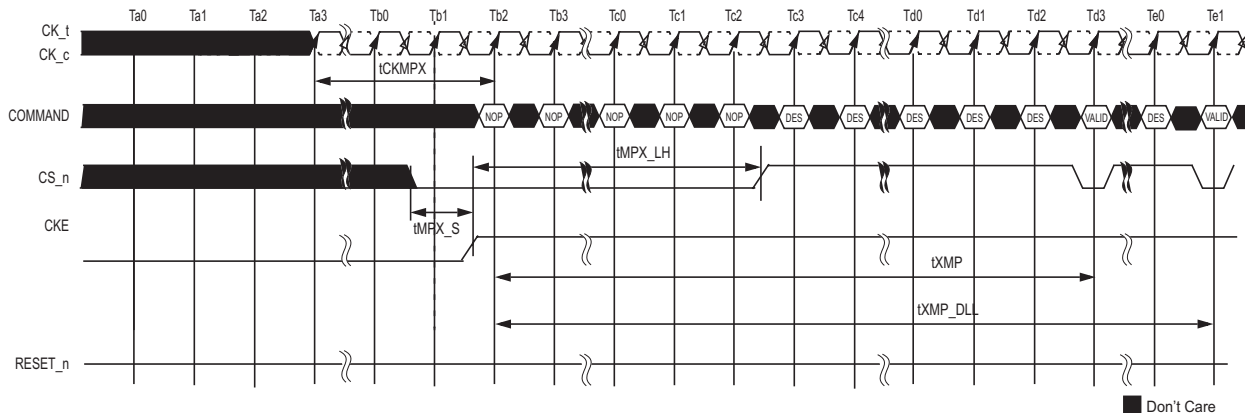 Ta0 Ta1 Ta2 Ta3 Tb0 Tb1 Tb2 Tb3 Tc0 Tc1 Tc2 Tc3 Tc4 Td0 Td1 Td2 Td3 Te0 Te1
CK_t
CK_c
tCKMPX
COMMAND NOP NOP NOP NOP NOP DES DES DES DES DES VALID DES VALID
tMPX_LH
CS_n
tMPX_S
CKE
tXMP
tXMP_DLL
RESET_n
Don't Care